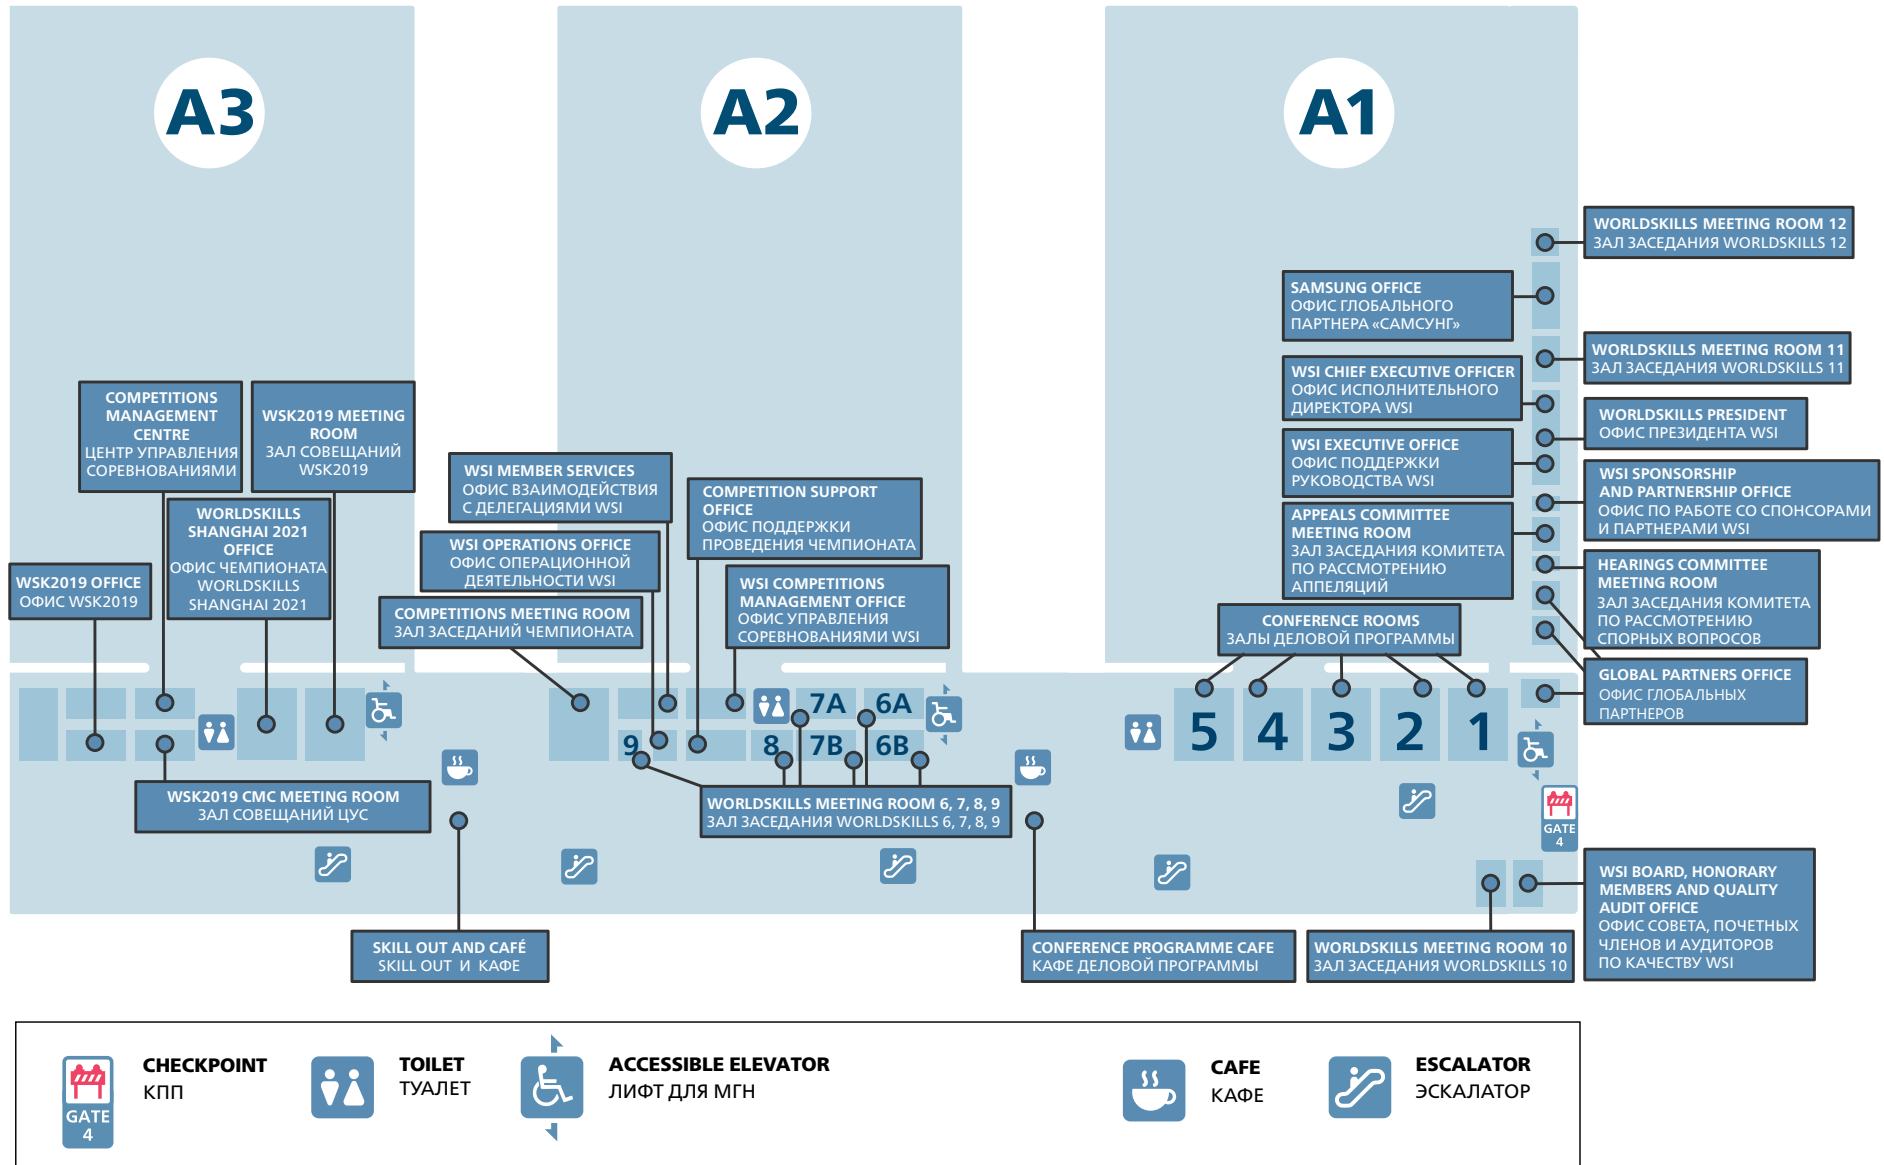 A3
A2
A1
WORLDSKILLS MEETING ROOM 12
ЗАЛ ЗАСЕДАНИЯ WORLDSKILLS 12
SAMSUNG OFFICE
ОФИС ГЛОБАЛЬНОГО
ПАРТНЕРА «САМСУНГ»
WORLDSKILLS MEETING ROOM 11
ЗАЛ ЗАСЕДАНИЯ WORLDSKILLS 11
WSI CHIEF EXECUTIVE OFFICER
ОФИС ИСПОЛНИТЕЛЬНОГО
ДИРЕКТОРА WSI
WORLDSKILLS PRESIDENT
ОФИС ПРЕЗИДЕНТА WSI
WSI EXECUTIVE OFFICE
ОФИС ПОДДЕРЖКИ
РУКОВОДСТВА WSI
WSI SPONSORSHIP
AND PARTNERSHIP OFFICE
ОФИС ПО РАБОТЕ СО СПОНСОРАМИ
И ПАРТНЕРАМИ WSI
APPEALS COMMITTEE
MEETING ROOM
ЗАЛ ЗАСЕДАНИЯ КОМИТЕТА
ПО РАССМОТРЕНИЮ
АППЕЛЯЦИЙ
HEARINGS COMMITTEE
MEETING ROOM
ЗАЛ ЗАСЕДАНИЯ КОМИТЕТА
ПО РАССМОТРЕНИЮ
СПОРНЫХ ВОПРОСОВ
CONFERENCE ROOMS
ЗАЛЫ ДЕЛОВОЙ ПРОГРАММЫ
GLOBAL PARTNERS OFFICE
ОФИС ГЛОБАЛЬНЫХ
ПАРТНЕРОВ
COMPETITIONS
MANAGEMENT
CENTRE
ЦЕНТР УПРАВЛЕНИЯ
СОРЕВНОВАНИЯМИ
WSK2019 MEETING
ROOM
ЗАЛ СОВЕЩАНИЙ
WSK2019
WORLDSKILLS
SHANGHAI 2021
OFFICE
ОФИС ЧЕМПИОНАТА
WORLDSKILLS
SHANGHAI 2021
WSK2019 OFFICE
ОФИС WSK2019
WSI MEMBER SERVICES
ОФИС ВЗАИМОДЕЙСТВИЯ
С ДЕЛЕГАЦИЯМИ WSI
COMPETITION SUPPORT
OFFICE
ОФИС ПОДДЕРЖКИ
ПРОВЕДЕНИЯ ЧЕМПИОНАТА
WSI OPERATIONS OFFICE
ОФИС ОПЕРАЦИОННОЙ
ДЕЯТЕЛЬНОСТИ WSI
WSI COMPETITIONS
MANAGEMENT OFFICE
ОФИС УПРАВЛЕНИЯ
СОРЕВНОВАНИЯМИ WSI
COMPETITIONS MEETING ROOM
ЗАЛ ЗАСЕДАНИЙ ЧЕМПИОНАТА
7A 6A
9 8 7B 6B
5 4 3 2 1
WSK2019 CMC MEETING ROOM
ЗАЛ СОВЕЩАНИЙ ЦУС
WORLDSKILLS MEETING ROOM 6, 7, 8, 9
ЗАЛ ЗАСЕДАНИЯ WORLDSKILLS 6, 7, 8, 9
GATE
4
SKILL OUT AND CAFÉ
SKILL OUT И КАФЕ
CONFERENCE PROGRAMME CAFE
КАФЕ ДЕЛОВОЙ ПРОГРАММЫ
WORLDSKILLS MEETING ROOM 10
ЗАЛ ЗАСЕДАНИЯ WORLDSKILLS 10
WSI BOARD, HONORARY
MEMBERS AND QUALITY
AUDIT OFFICE
ОФИС СОВЕТА, ПОЧЕТНЫХ
ЧЛЕНОВ И АУДИТОРОВ
ПО КАЧЕСТВУ WSI
GATE
4
CHECKPOINT
КПП
TOILET
ТУАЛЕТ
ACCESSIBLE ELEVATOR
ЛИФТ ДЛЯ МГН
CAFE
КАФЕ
ESCALATOR
ЭСКАЛАТОР